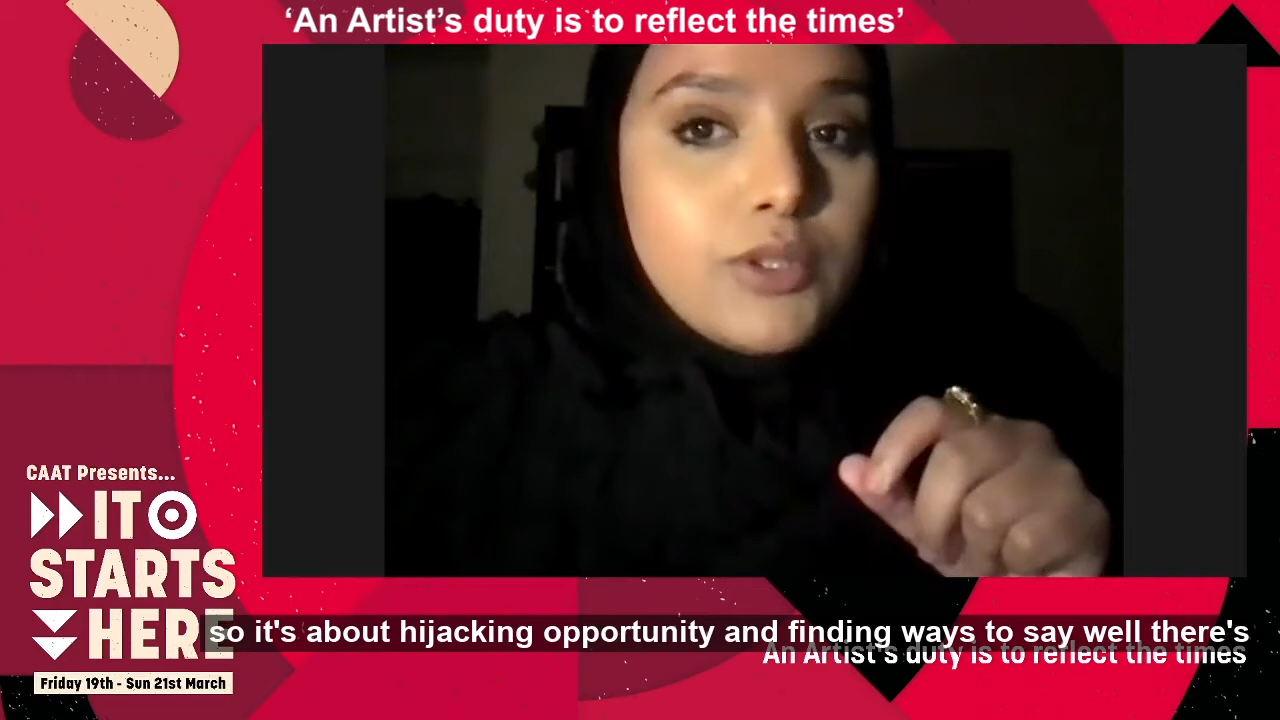 ‘An Artist’s duty is to reflect the times’
CAAT Presents...
IT
STARTS
HERE
Friday 19th - Sun 21st March
so it's about hijacking opportunity and finding ways to say well there's
An Artist's duty is to reflect the times